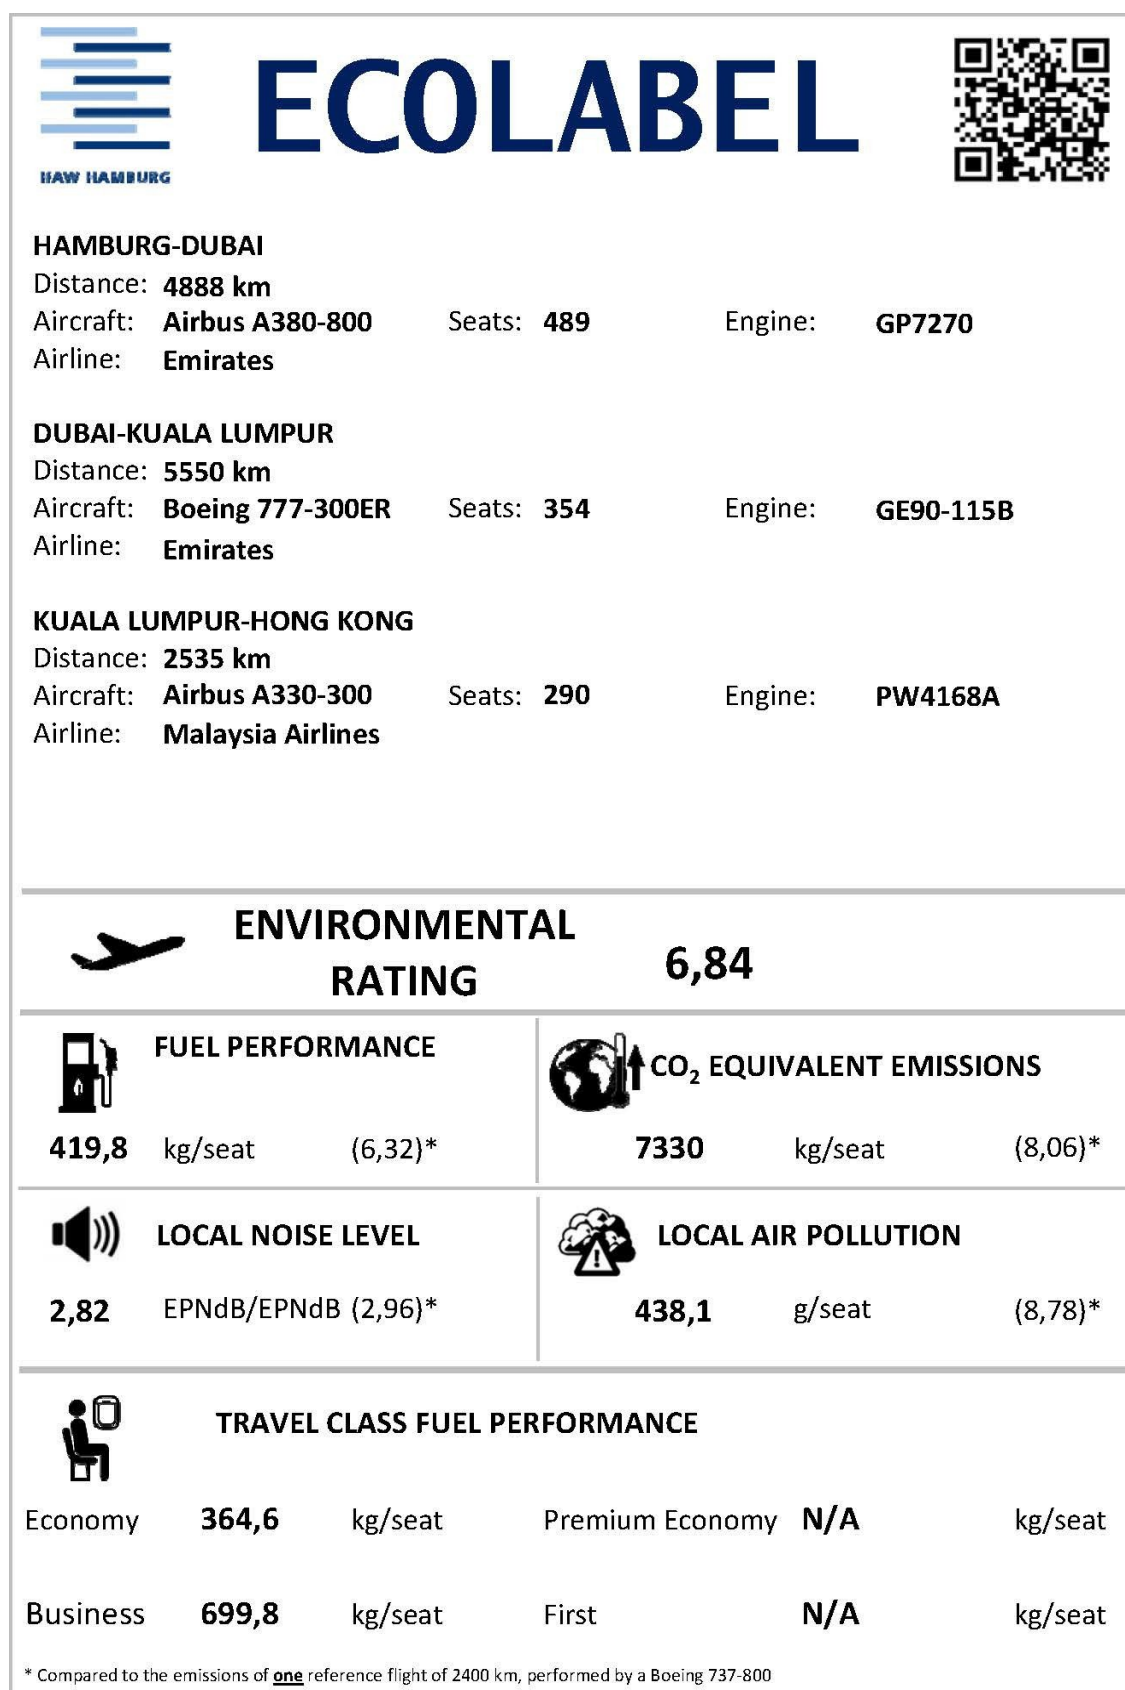 HAW HAMBURG
ECOLABEL
HAMBURG-DUBAI
Distance: 4888 km
Aircraft: Airbus A380-800 Seats: 489 Engine: GP7270
Airline: Emirates
DUBAI-KUALA LUMPUR
Distance: 5550 km
Aircraft: Boeing 777-300ER Seats: 354 Engine: GE90-115B
Airline: Emirates
KUALA LUMPUR-HONG KONG
Distance: 2535 km
Aircraft: Airbus A330-300 Seats: 290 Engine: PW4168A
Airline: Malaysia Airlines
ENVIRONMENTAL
RATING
6,84
FUEL PERFORMANCE
419,8 kg/seat (6,32)*
CO₂ EQUIVALENT EMISSIONS
7330 kg/seat (8,06)*
LOCAL NOISE LEVEL
2,82 EPNdB/EPNdB (2,96)*
LOCAL AIR POLLUTION
438,1 g/seat (8,78)*
TRAVEL CLASS FUEL PERFORMANCE
Economy 364,6 kg/seat Premium Economy N/A kg/seat
Business 699,8 kg/seat First N/A kg/seat
* Compared to the emissions of one reference flight of 2400 km, performed by a Boeing 737-800